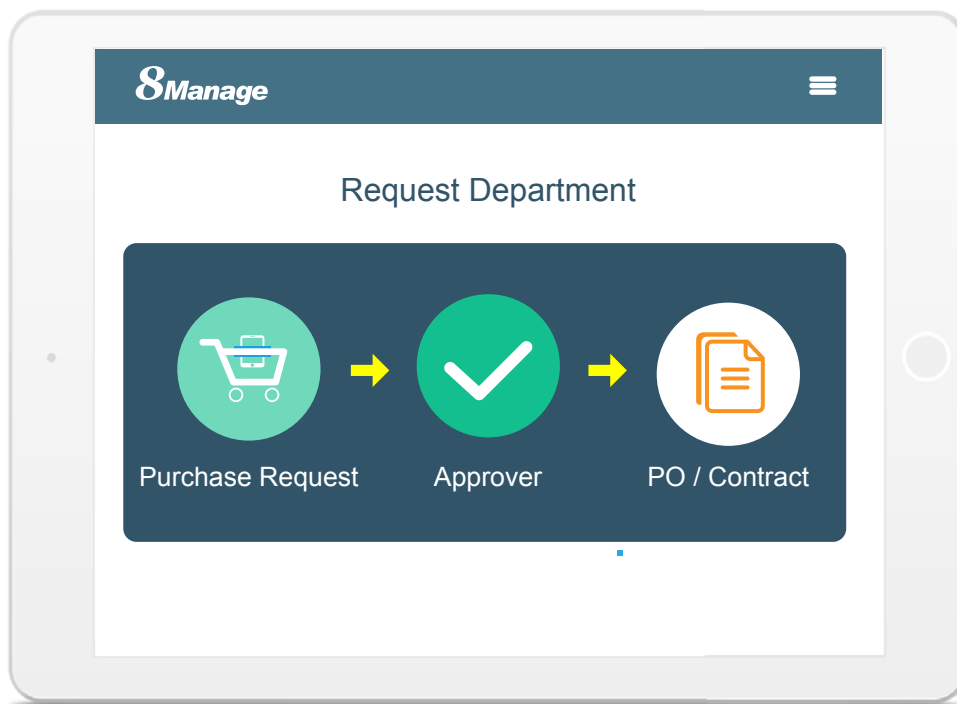 8Manage
Request Department
Purchase Request
Approver
PO / Contract